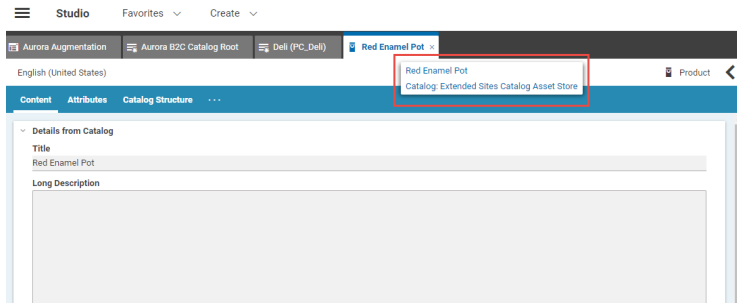 Studio Favorites Create
Aurora Augmentation Aurora B2C Catalog Root Deli (PC_Deli) Red Enamel Pot ×
English (United States) Red Enamel Pot Product
Catalog: Extended Sites Catalog Asset Store
Content Attributes Catalog Structure ...
Details from Catalog
Title
Red Enamel Pot
Long Description